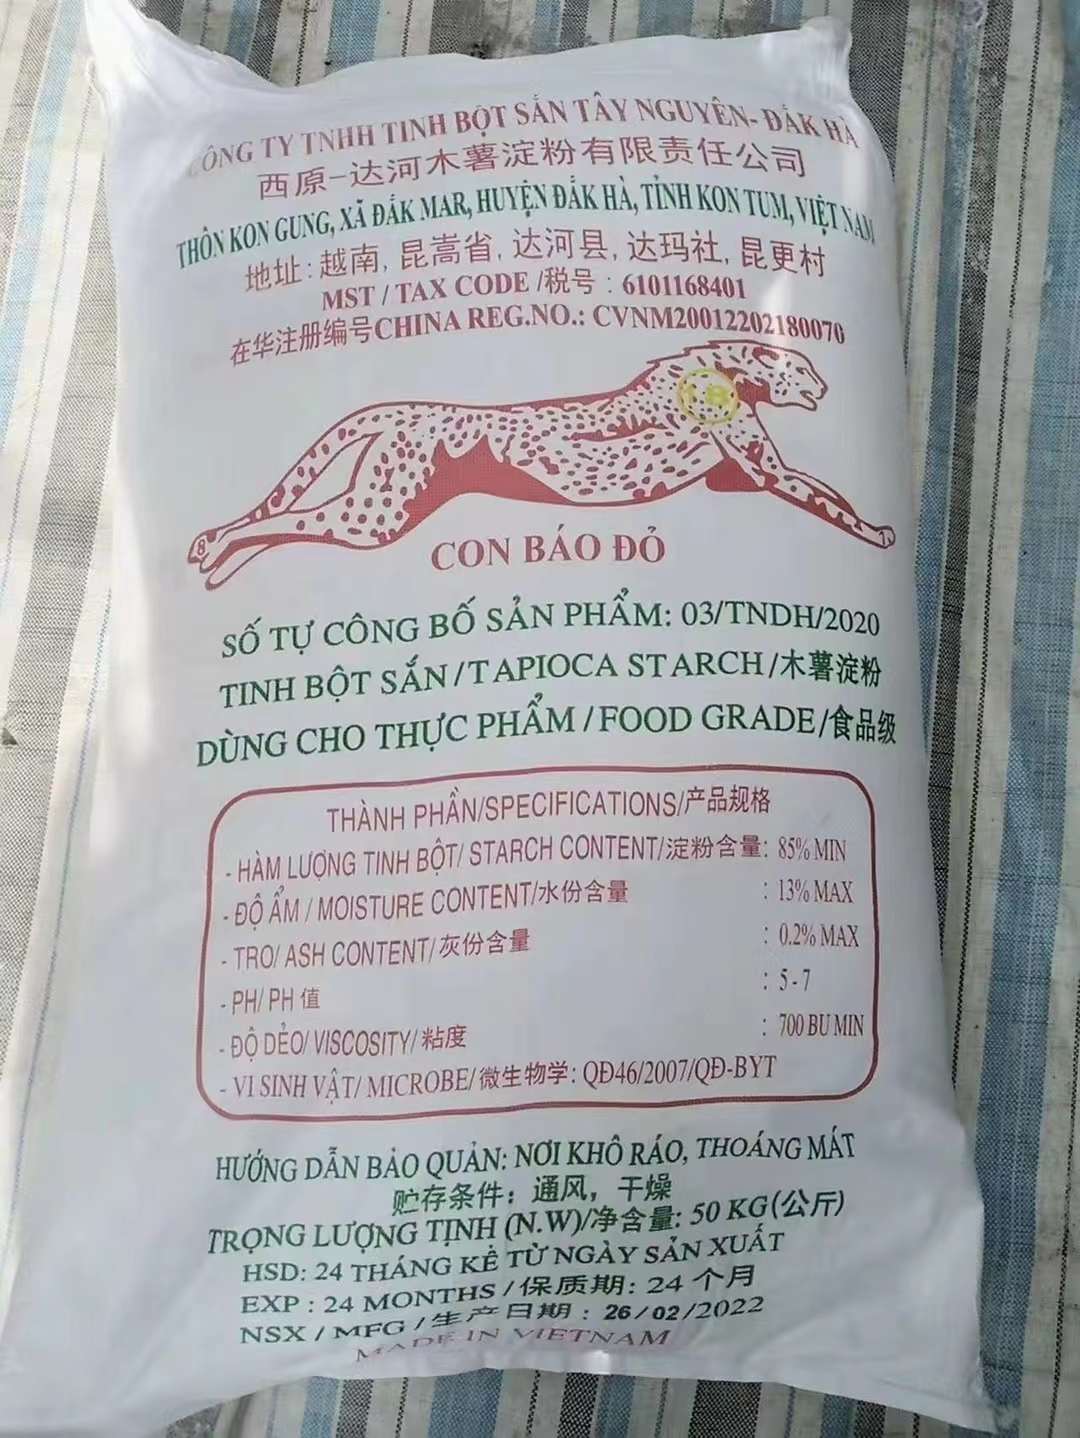 CÔNG TY TNHH TINH BỘT SẮN TÂY NGUYÊN- ĐẮK HÀ
西原-达河木薯淀粉有限责任公司
THÔN KON GUNG, XÃ ĐẮK MAR, HUYỆN ĐẮK HÀ, TỈNH KON TUM, VIỆT NAM
地址: 越南, 昆嵩省, 达河县, 达玛社, 昆更村
MST / TAX CODE /税号 : 6101168401
在华注册编号CHINA REG.NO.: CVNM20012202180070
18
8
7
CON BÁO ĐỎ
SỐ TỰ CÔNG BỐ SẢN PHẨM: 03/TNDH/2020
TINH BỘT SẮN/TAPIOCA STARCH/木薯淀粉
DÙNG CHO THỰC PHẨM/FOOD GRADE/食品级
THÀNH PHẦN/SPECIFICATIONS/产品规格
- HÀM LƯỢNG TINH BỘT/ STARCH CONTENT/淀粉含量: 85% MIN
- ĐỘ ẨM / MOISTURE CONTENT/水份含量 : 13% MAX
- TRO/ ASH CONTENT/灰份含量 : 0.2% MAX
- PH/ PH 值 : 5 - 7
- ĐỘ DẺO/ VISCOSITY/粘度 : 700 BU MIN
- VI SINH VẬT/ MICROBE/微生物学: QĐ46/2007/QĐ-BYT
HƯỚNG DẪN BẢO QUẢN: NƠI KHÔ RÁO, THOÁNG MÁT
贮存条件：通风，干燥
TRỌNG LƯỢNG TỊNH (N.W)/净含量: 50 KG(公斤)
HSD: 24 THÁNG KỂ TỪ NGÀY SẢN XUẤT
EXP : 24 MONTHS / 保质期: 24 个月
NSX / MFG / 生产日期 : 26/02/2022
MADE IN VIETNAM